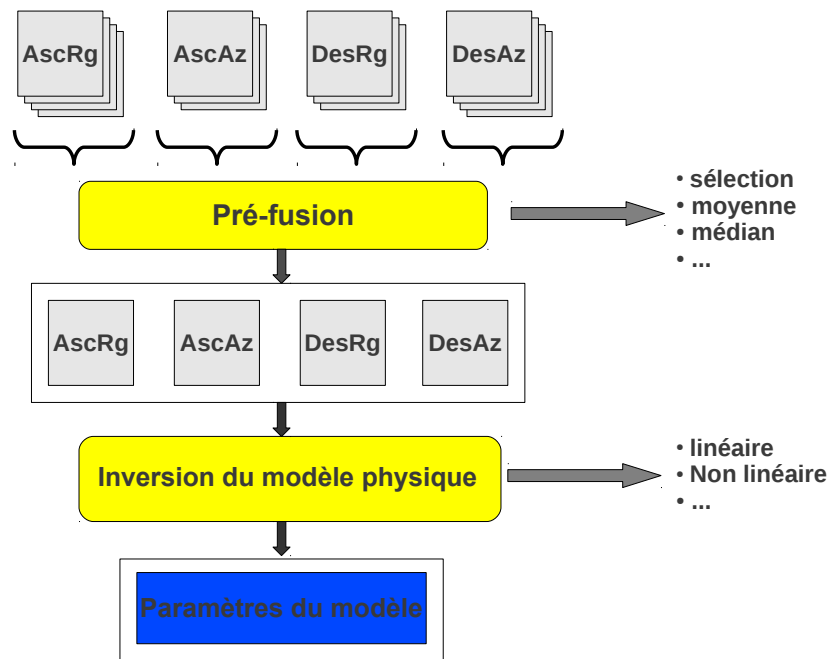 AscRg AscAz DesRg DesAz
Pré-fusion
• sélection
• moyenne
• médian
• ...
AscRg AscAz DesRg DesAz
Inversion du modèle physique
• linéaire
• Non linéaire
• ...
Paramètres du modèle